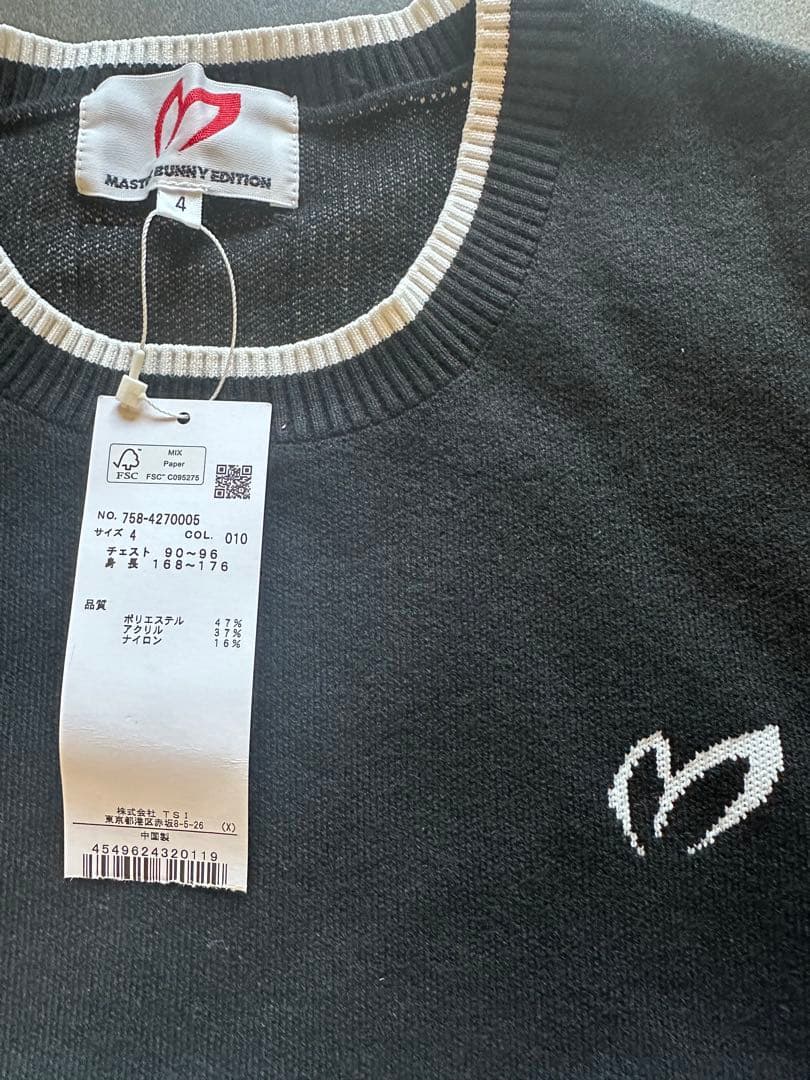 MASTER BUNNY EDITION
4
MIX
Paper
FSC
FSC™ C095275
NO. 758-4270005
サイズ 4 COL. 010
チェスト 90～96
身 長 168～176
品質
ポリエステル 47%
アクリル 37%
ナイロン 16%
株式会社 TSI
東京都港区赤坂8-5-26 (X)
中国製
4549624320119